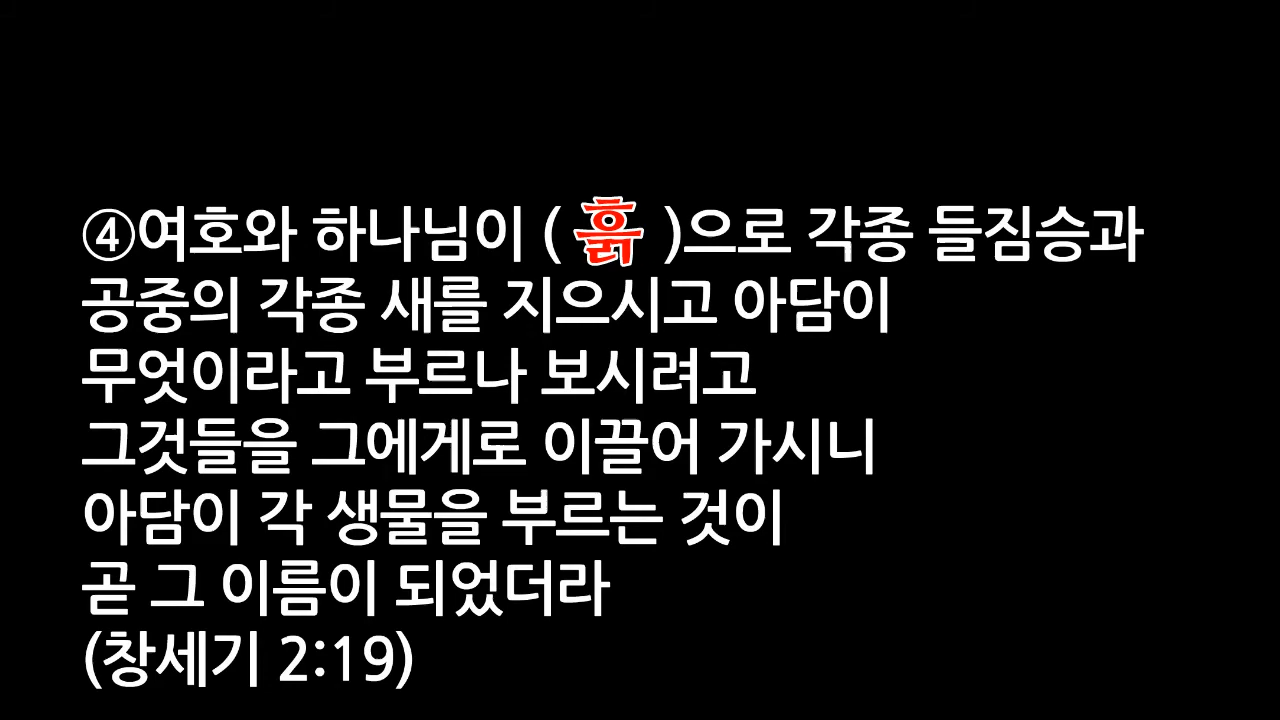 ④여호와 하나님이 ( 흙 )으로 각종 들짐승과
공중의 각종 새를 지으시고 아담이
무엇이라고 부르나 보시려고
그것들을 그에게로 이끌어 가시니
아담이 각 생물을 부르는 것이
곧 그 이름이 되었더라
(창세기 2:19)